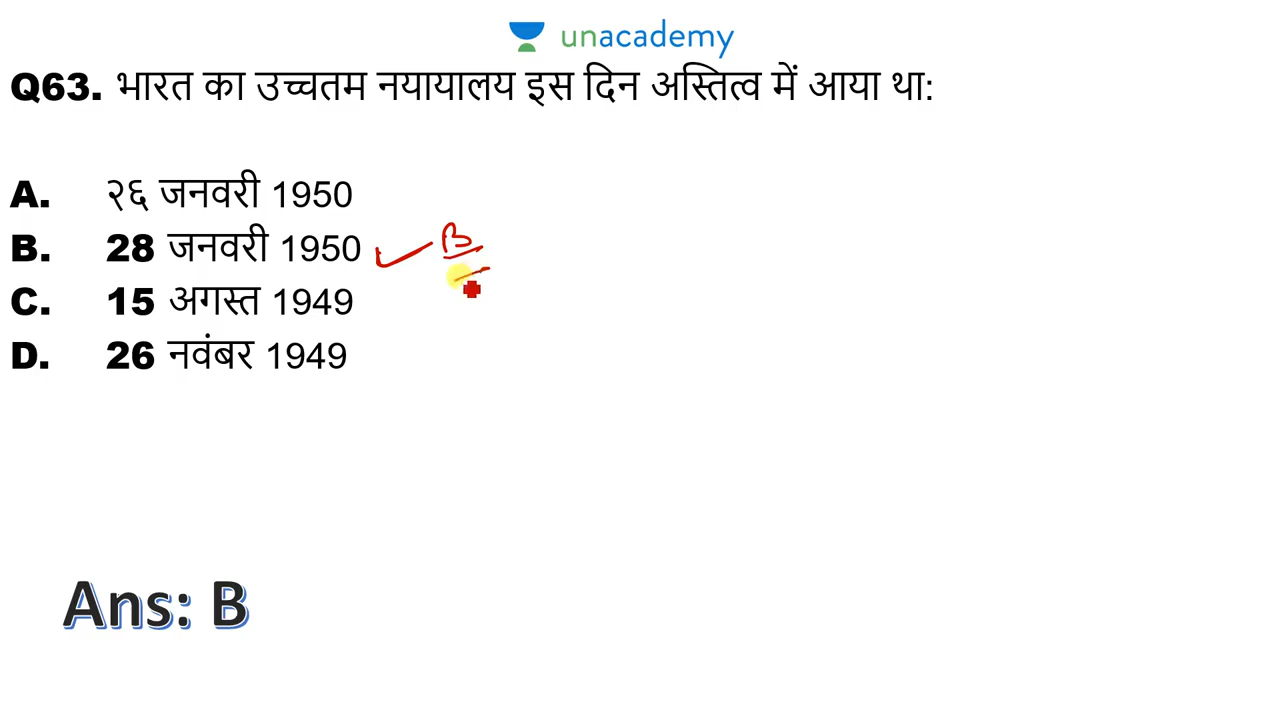 unacademy
Q63. भारत का उच्चतम नयायालय इस दिन अस्तित्व में आया था:
A. २६ जनवरी 1950
B. 28 जनवरी 1950 B
C. 15 अगस्त 1949
D. 26 नवंबर 1949
Ans: B